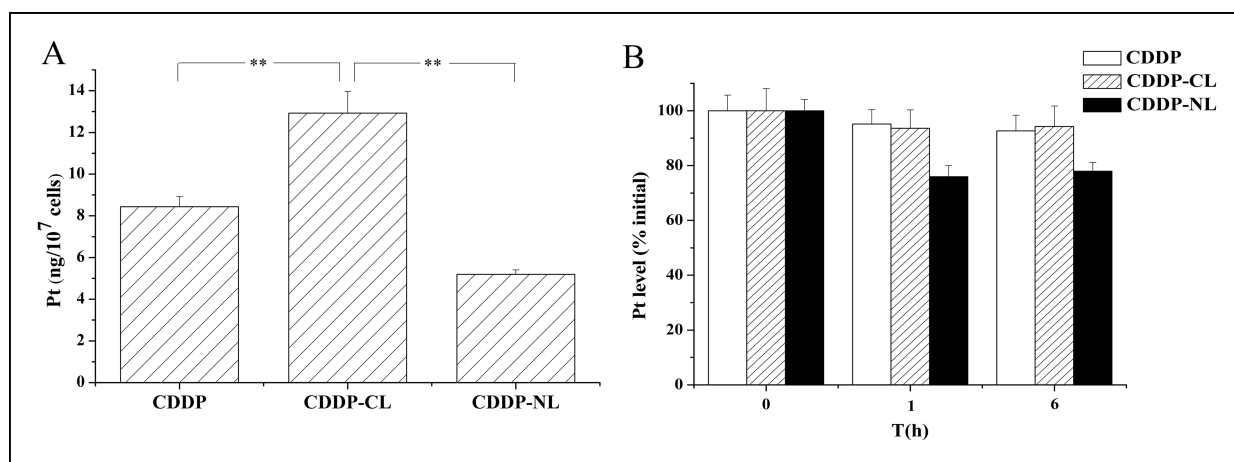 A
** **
Pt (ng/10⁷ cells)
16
14
12
10
8
6
4
2
0
CDDP CDDP-CL CDDP-NL
B
CDDP
CDDP-CL
CDDP-NL
Pt level (% initial)
100
80
60
40
20
0
0 1 6
T(h)